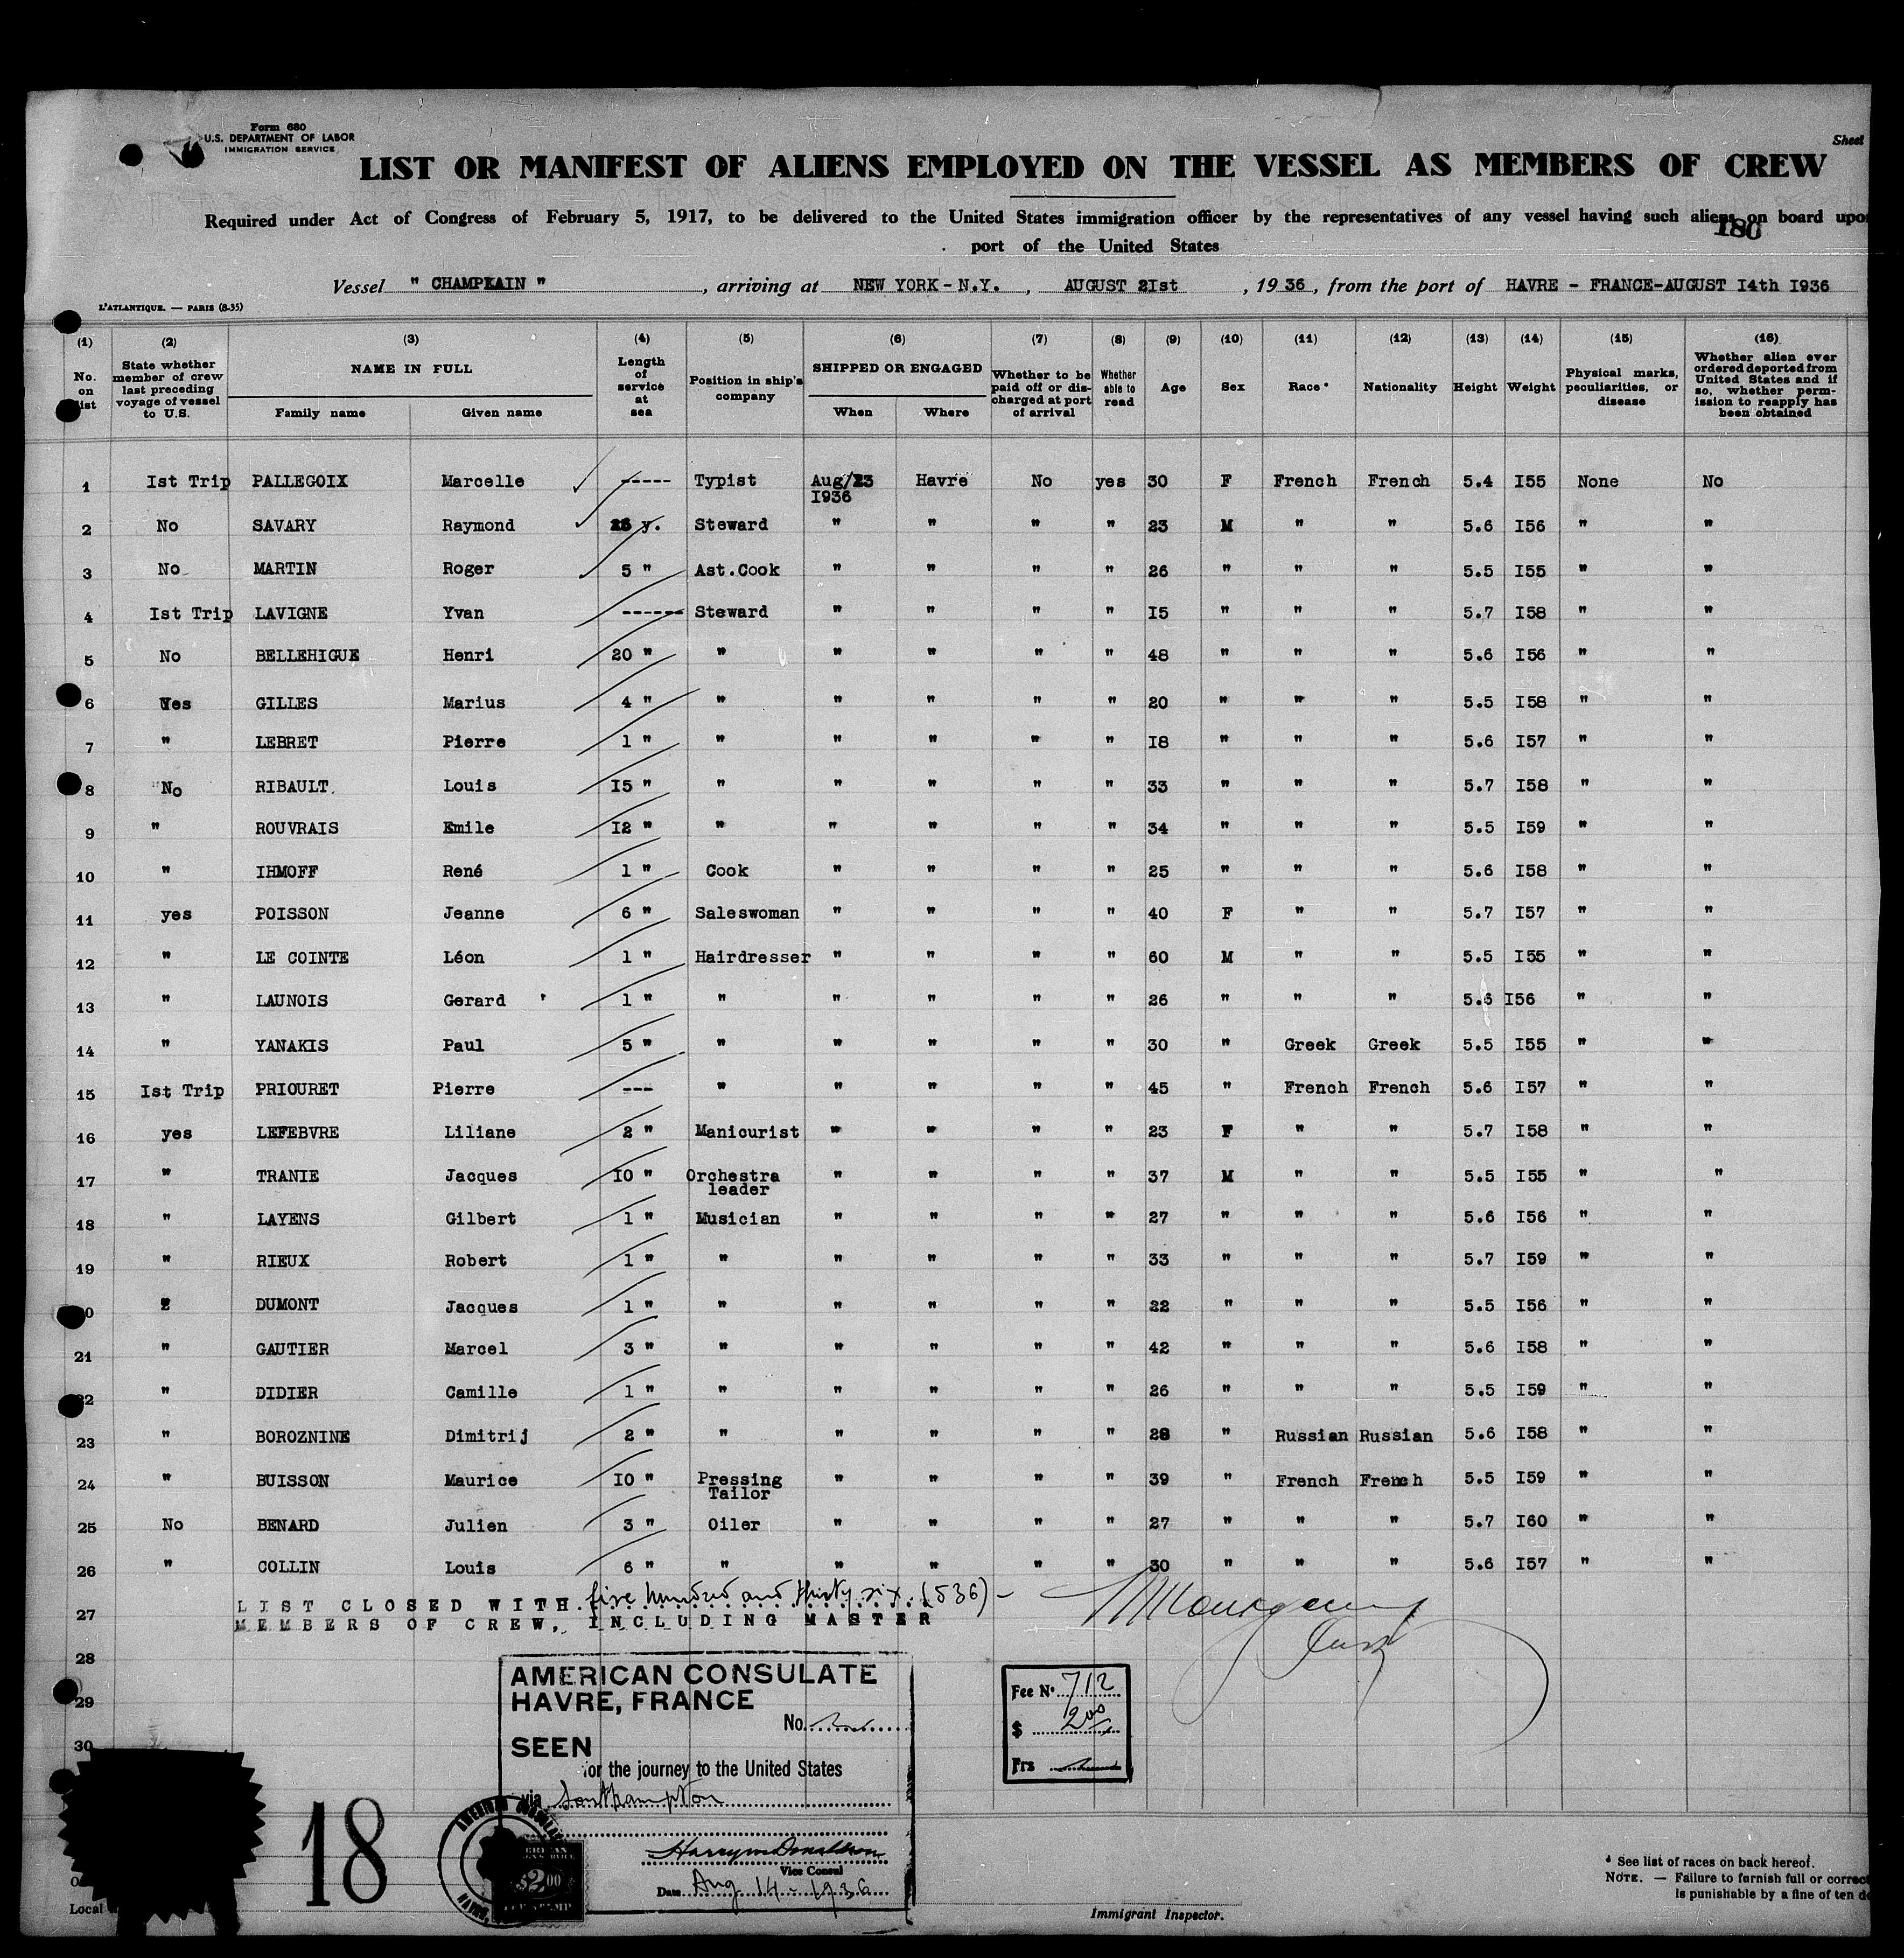 Form 680
U.S. DEPARTMENT OF LABOR
IMMIGRATION SERVICE
Sheet
LIST OR MANIFEST OF ALIENS EMPLOYED ON THE VESSEL AS MEMBERS OF CREW
Required under Act of Congress of February 5, 1917, to be delivered to the United States immigration officer by the representatives of any vessel having such aliens on board upon
180
port of the United States
Vessel " CHAMPLAIN " , arriving at NEW YORK - N.Y. , AUGUST 2Ist , 19 36 , from the port of HAVRE - FRANCE-AUGUST I4th I936
L'ATLANTIQUE. — PARIS (8-35)
(1) (2) (3) (4) (5) (6) (7) (8) (9) (10) (11) (12) (13) (14) (15) (16)
No. on list State whether member of crew last preceding voyage of vessel to U.S. NAME IN FULL Family name Given name Length of service at sea Position in ship's company SHIPPED OR ENGAGED When Where Whether to be paid off or discharged at port of arrival Whether able to read Age Sex Race * Nationality Height Weight Physical marks, peculiarities, or disease Whether alien ever ordered deported from United States and if so, whether permission to reapply has been obtained
1 Ist Trip PALLEGOIX Marcelle ----- Typist Aug/ I936 Havre No yes 30 F French French 5.4 I55 None No
2 No SAVARY Raymond y. Steward " " " " 23 M " " 5.6 I56 " "
3 No MARTIN Roger 5 " Ast.Cook " " " " 26 " " " 5.5 I55 " "
4 Ist Trip LAVIGNE Yvan ------ Steward " " " " I5 " " " 5.7 I58 " "
5 No BELLEHIGUE Henri 20 " " " " " " 48 " " " 5.6 I56 " "
6 Yes GILLES Marius 4 " " " " " " 20 " " " 5.5 I58 " "
7 " LEBRET Pierre 1 " " " " " " I8 " " " 5.6 I57 " "
8 No RIBAULT Louis I5 " " " " " " 33 " " " 5.7 I58 " "
9 " ROUVRAIS Emile I2 " " " " " " 34 " " " 5.5 I59 " "
10 " IHMOFF René 1 " Cook " " " " 25 " " " 5.6 I58 " "
11 yes POISSON Jeanne 6 " Saleswoman " " " " 40 F " " 5.7 I57 " "
12 " LE COINTE Léon 1 " Hairdresser " " " " 60 M " " 5.5 I55 " "
13 " LAUNOIS Gerard 1 " " " " " " 26 " " " 5.6 I56 " "
14 " YANAKIS Paul 5 " " " " " " 30 " Greek Greek 5.5 I55 " "
15 Ist Trip PRIOURET Pierre --- " " " " " 45 " French French 5.6 I57 " "
16 yes LEFEBVRE Liliane 2 " Manicurist " " " " 23 F " " 5.7 I58 " "
17 " TRANIE Jacques I0 " Orchestra leader " " " " 37 M " " 5.5 I55 " "
18 " LAYENS Gilbert 1 " Musician " " " " 27 " " " 5.6 I56 " "
19 " RIEUX Robert 1 " " " " " " 33 " " " 5.7 I59 " "
20 " DUMONT Jacques 1 " " " " " " 22 " " " 5.5 I56 " "
21 " GAUTIER Marcel 3 " " " " " " 42 " " " 5.6 I58 " "
22 " DIDIER Camille 1 " " " " " " 26 " " " 5.5 I59 " "
23 " BOROZNINE Dimitrij 2 " " " " " " 28 " Russian Russian 5.6 I58 " "
24 " BUISSON Maurice I0 " Pressing Tailor " " " " 39 " French French 5.5 I59 " "
25 No BENARD Julien 3 " Oiler " " " " 27 " " " 5.7 I60 " "
26 " COLLIN Louis 6 " " " " " " 30 " " " 5.6 I57 " "
27 LIST CLOSED WITH five hundred and thirty six (536) -
MEMBERS OF CREW, INCLUDING MASTER
28
29
30
AMERICAN CONSULATE
HAVRE, FRANCE
No.
SEEN
for the journey to the United States
via Southampton
Vice Consul
Date Aug 14 - 1936
Fee No. 712
$ 2.00
Frs
$2.00
18
Local
* See list of races on back hereof.
NOTE. — Failure to furnish full or correct
is punishable by a fine of ten
Immigrant Inspector.